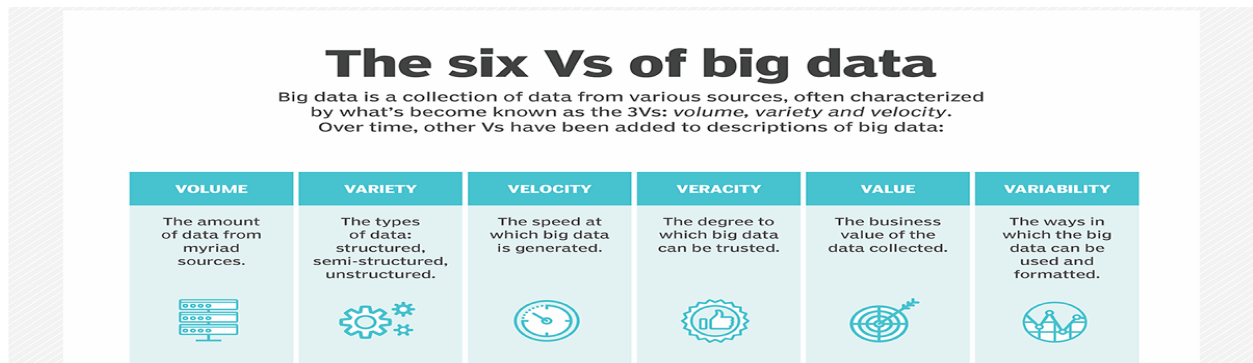 The six Vs of big data
Big data is a collection of data from various sources, often characterized
by what's become known as the 3Vs: volume, variety and velocity.
Over time, other Vs have been added to descriptions of big data:
VOLUME
The amount
of data from
myriad
sources.
VARIETY
The types
of data:
structured,
semi-structured,
unstructured.
VELOCITY
The speed at
which big data
is generated.
VERACITY
The degree to
which big data
can be trusted.
VALUE
The business
value of the
data collected.
VARIABILITY
The ways in
which the big
data can be
used and
formatted.